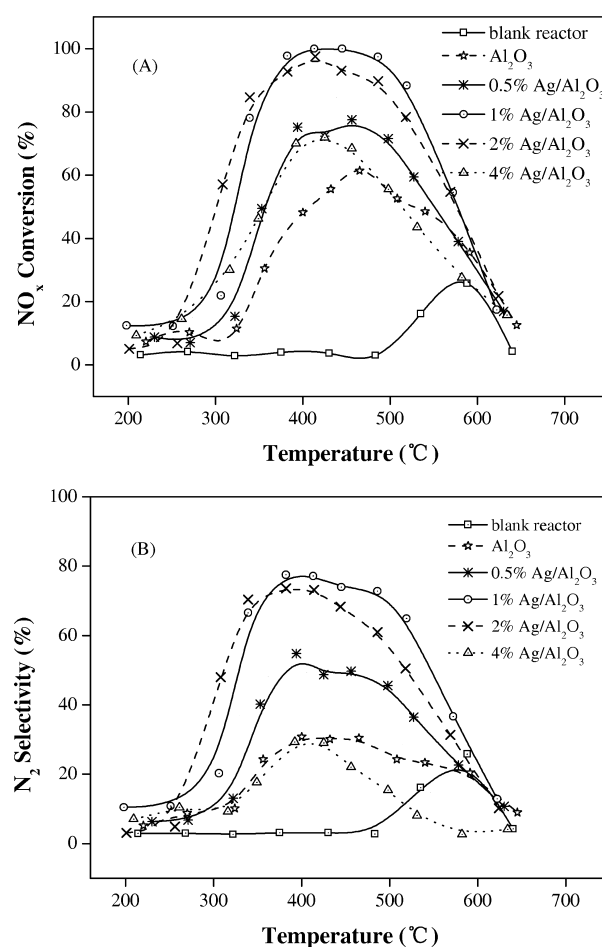 100
80
60
40
20
0
NOx Conversion (%)
(A)
blank reactor
Al2O3
0.5% Ag/Al2O3
1% Ag/Al2O3
2% Ag/Al2O3
4% Ag/Al2O3
200 300 400 500 600 700
Temperature (℃)
100
80
60
40
20
0
N2 Selectivity (%)
(B)
blank reactor
Al2O3
0.5% Ag/Al2O3
1% Ag/Al2O3
2% Ag/Al2O3
4% Ag/Al2O3
200 300 400 500 600 700
Temperature (℃)